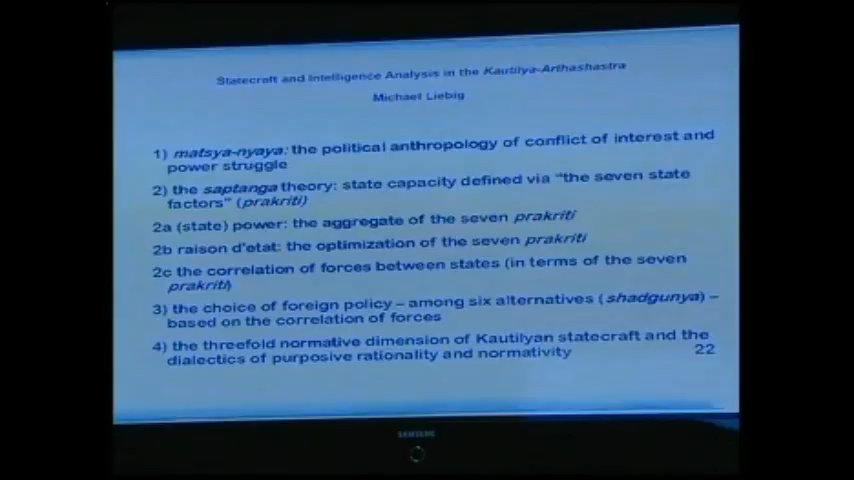 Statecraft and Intelligence Analysis in the Kautilya-Arthashastra
Michael Liebig
1) matsya-nyaya: the political anthropology of conflict of interest and
power struggle
2) the saptanga theory: state capacity defined via "the seven state
factors" (prakriti)
2a (state) power: the aggregate of the seven prakriti
2b raison d'etat: the optimization of the seven prakriti
2c the correlation of forces between states (in terms of the seven
prakriti)
3) the choice of foreign policy – among six alternatives (shadgunya) –
based on the correlation of forces
4) the threefold normative dimension of Kautilyan statecraft and the
dialectics of purposive rationality and normativity
22
SAMSUNG